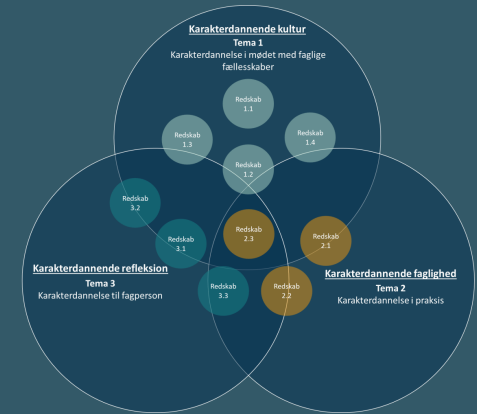 Karakterdannende kultur
Tema 1
Karakterdannelse i mødet med faglige
fællesskaber
Redskab
1.1
Redskab
1.3
Redskab
1.4
Redskab
1.2
Redskab
3.2
Redskab
3.1
Redskab
2.3
Redskab
2.1
Karakterdannende refleksion
Tema 3
Karakterdannelse til fagperson
Karakterdannende faglighed
Tema 2
Karakterdannelse i praksis
Redskab
3.3
Redskab
2.2